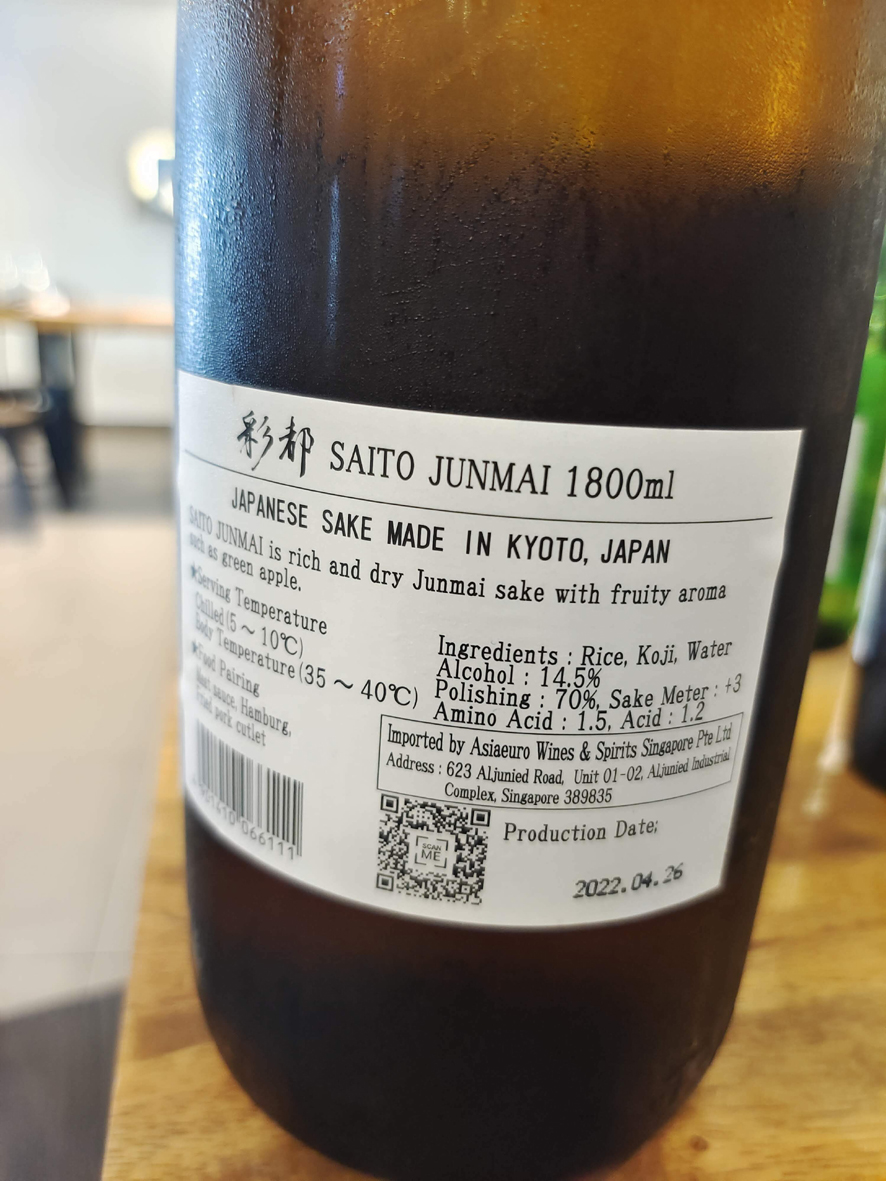 彩都 SAITO JUNMAI 1800ml
JAPANESE SAKE MADE IN KYOTO, JAPAN
SAITO JUNMAI is rich and dry Junmai sake with fruity aroma
such as green apple.
★Serving Temperature
Chilled(5～10℃)
Body Temperature(35～40℃)
★Food Pairing
Meat sauce, Hamburg,
Fried pork cutlet
Ingredients : Rice, Koji, Water
Alcohol : 14.5%
Polishing : 70%, Sake Meter : +3
Amino Acid : 1.5, Acid : 1.2
Imported by Asiaeuro Wines & Spirits Singapore Pte Ltd
Address : 623 Aljunied Road, Unit 01-02, Aljunied Industrial
Complex, Singapore 389835
066111
SCAN
ME
Production Date:
2022.04.26